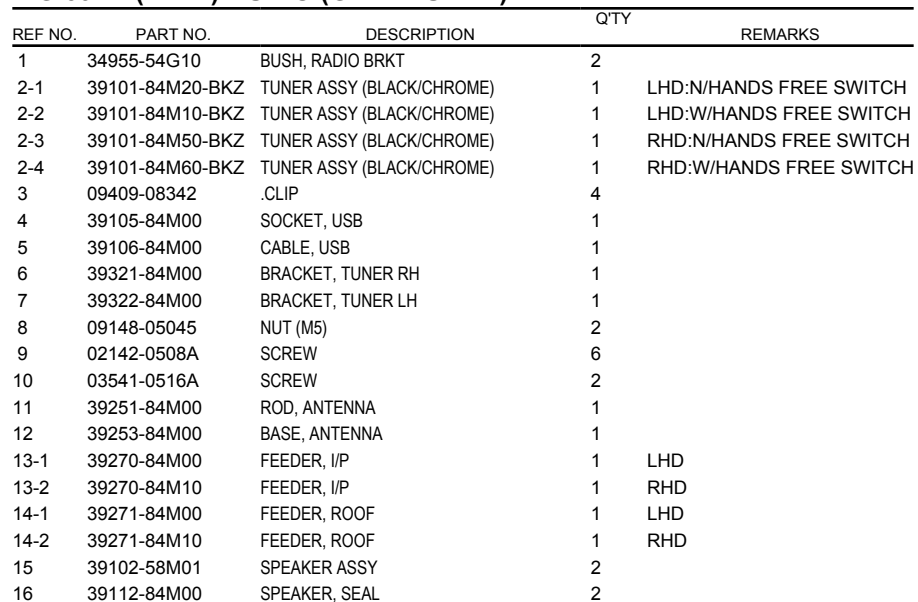 Q'TY
REF NO. PART NO. DESCRIPTION REMARKS
1 34955-54G10 BUSH, RADIO BRKT 2
2-1 39101-84M20-BKZ TUNER ASSY (BLACK/CHROME) 1 LHD:N/HANDS FREE SWITCH
2-2 39101-84M10-BKZ TUNER ASSY (BLACK/CHROME) 1 LHD:W/HANDS FREE SWITCH
2-3 39101-84M50-BKZ TUNER ASSY (BLACK/CHROME) 1 RHD:N/HANDS FREE SWITCH
2-4 39101-84M60-BKZ TUNER ASSY (BLACK/CHROME) 1 RHD:W/HANDS FREE SWITCH
3 09409-08342 .CLIP 4
4 39105-84M00 SOCKET, USB 1
5 39106-84M00 CABLE, USB 1
6 39321-84M00 BRACKET, TUNER RH 1
7 39322-84M00 BRACKET, TUNER LH 1
8 09148-05045 NUT (M5) 2
9 02142-0508A SCREW 6
10 03541-0516A SCREW 2
11 39251-84M00 ROD, ANTENNA 1
12 39253-84M00 BASE, ANTENNA 1
13-1 39270-84M00 FEEDER, I/P 1 LHD
13-2 39270-84M10 FEEDER, I/P 1 RHD
14-1 39271-84M00 FEEDER, ROOF 1 LHD
14-2 39271-84M10 FEEDER, ROOF 1 RHD
15 39102-58M01 SPEAKER ASSY 2
16 39112-84M00 SPEAKER, SEAL 2